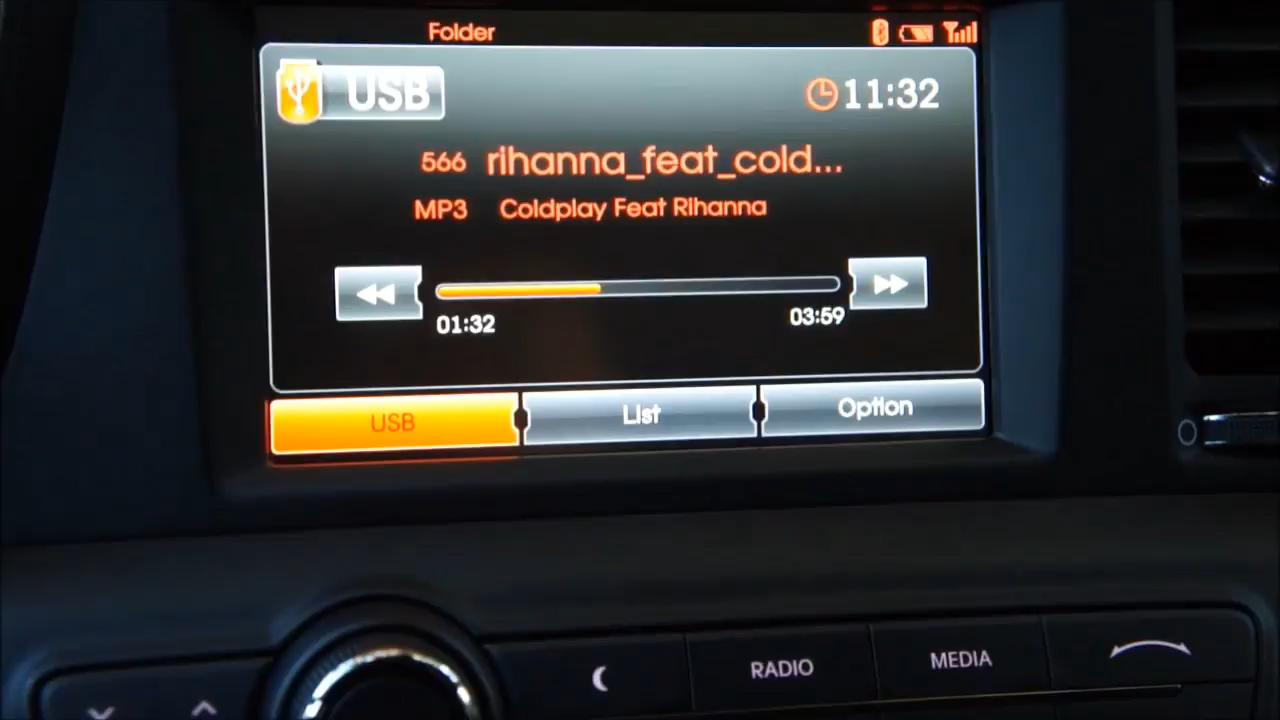 Folder
USB
11:32
566 rihanna_feat_cold...
MP3 Coldplay Feat Rihanna
01:32
03:59
USB
List
Option
RADIO
MEDIA